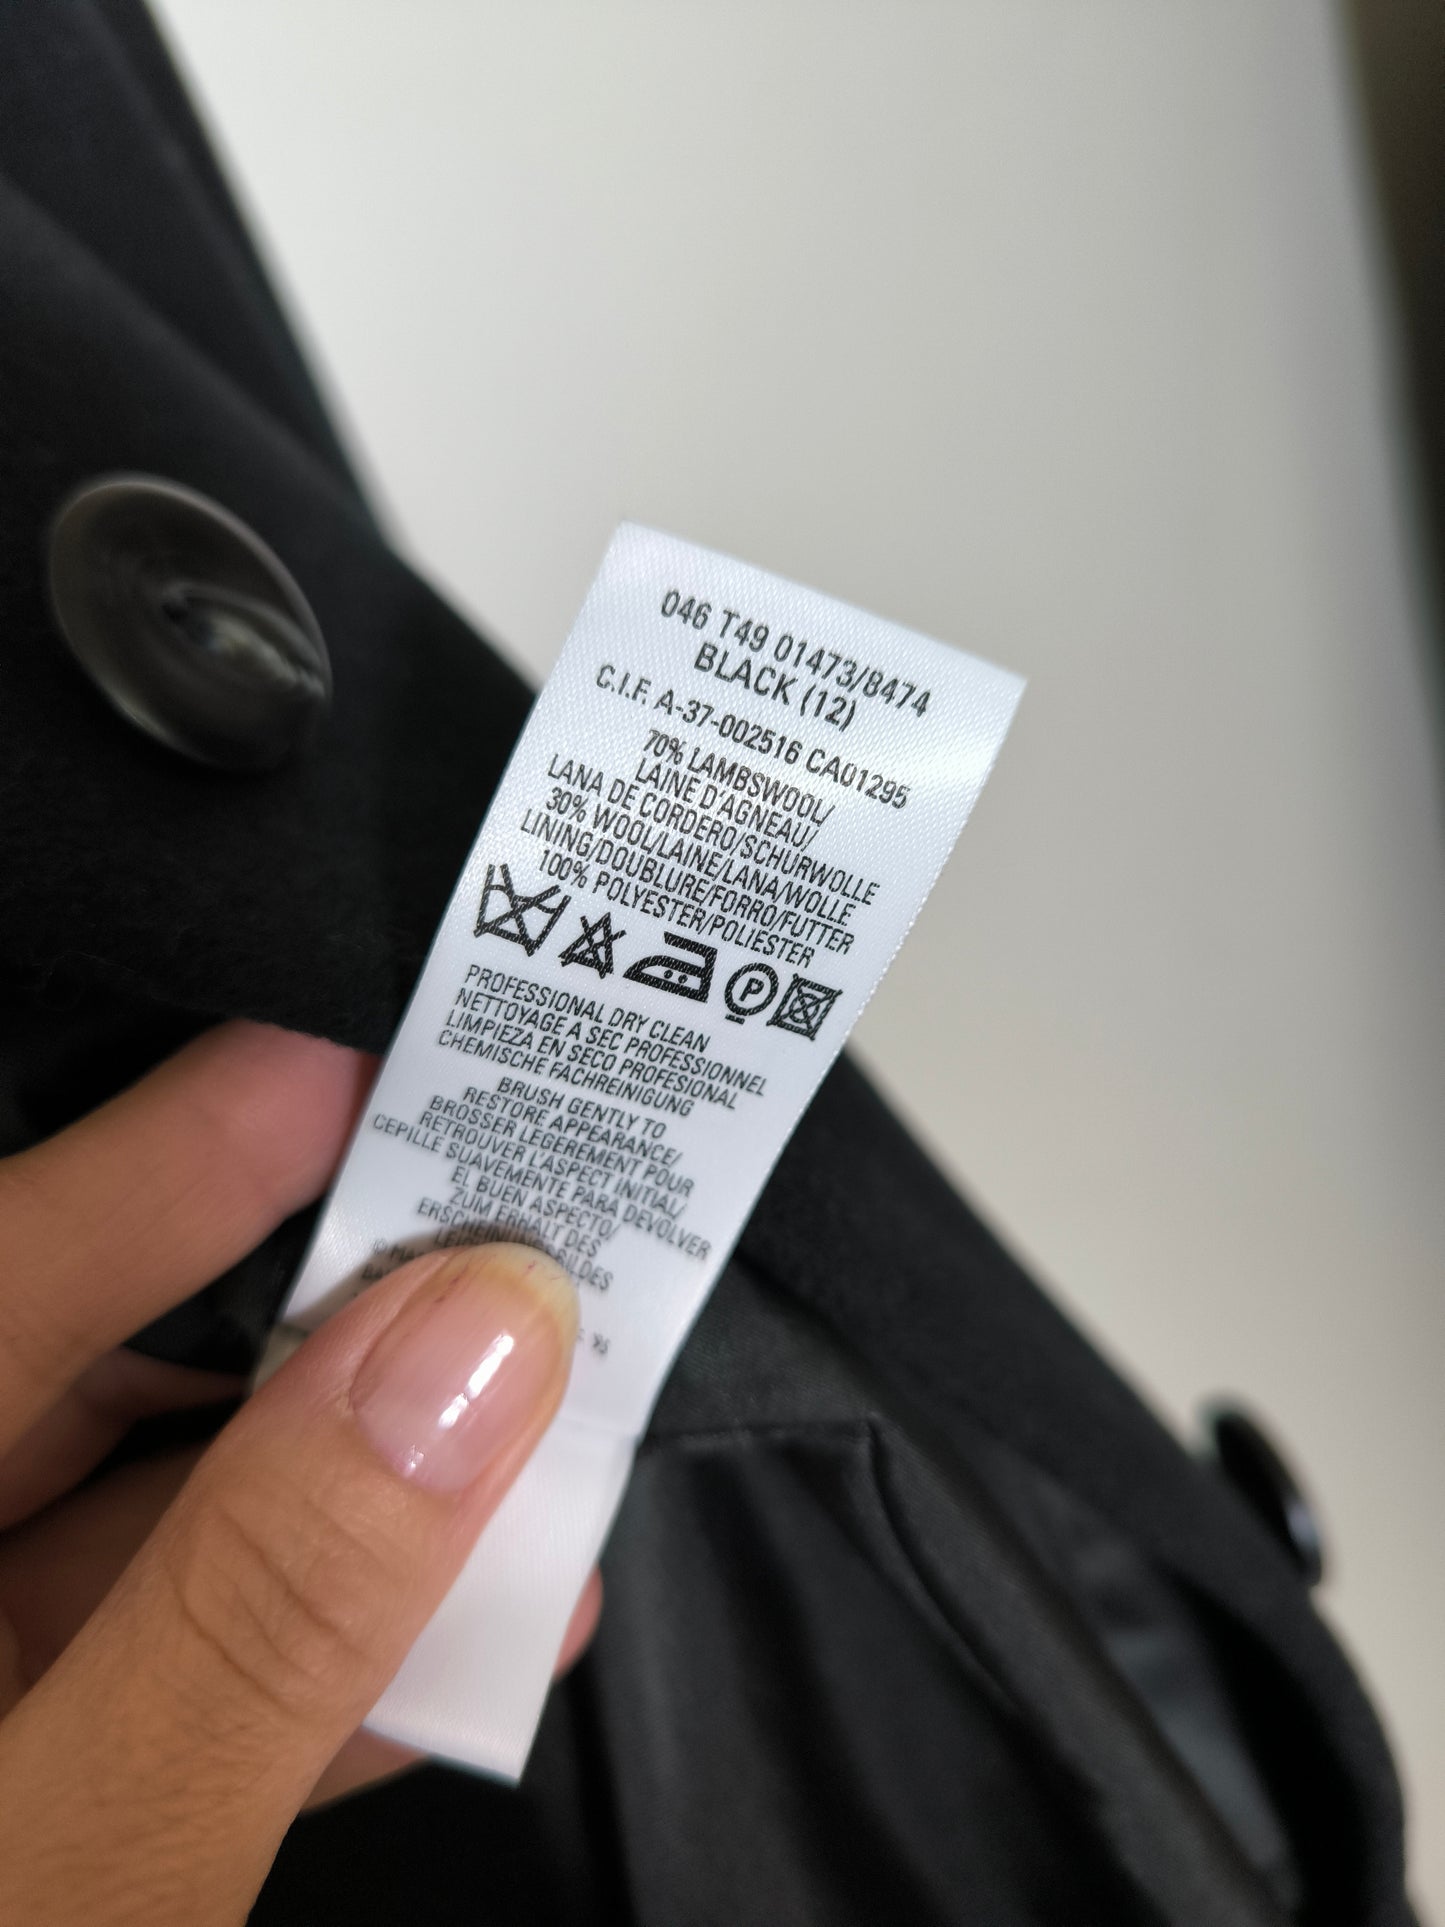 046 T49 01473/8474
BLACK (12)
C.I.F. A-37-002516 CA01295
70% LAMBSWOOL/
LAINE D'AGNEAU/
LANA DE CORDERO/SCHURWOLLE
30% WOOL/LAINE/LANA/WOLLE
LINING/DOUBLURE/FORRO/FUTTER
100% POLYESTER/POLIESTER
P
PROFESSIONAL DRY CLEAN
NETTOYAGE A SEC PROFESSIONNEL
LIMPIEZA EN SECO PROFESIONAL
CHEMISCHE FACHREINIGUNG
BRUSH GENTLY TO
RESTORE APPEARANCE/
BROSSER LEGEREMENT POUR
RETROUVER L'ASPECT INITIAL/
CEPILLE SUAVEMENTE PARA DEVOLVER
EL BUEN ASPECTO/
ZUM ERHALT DES